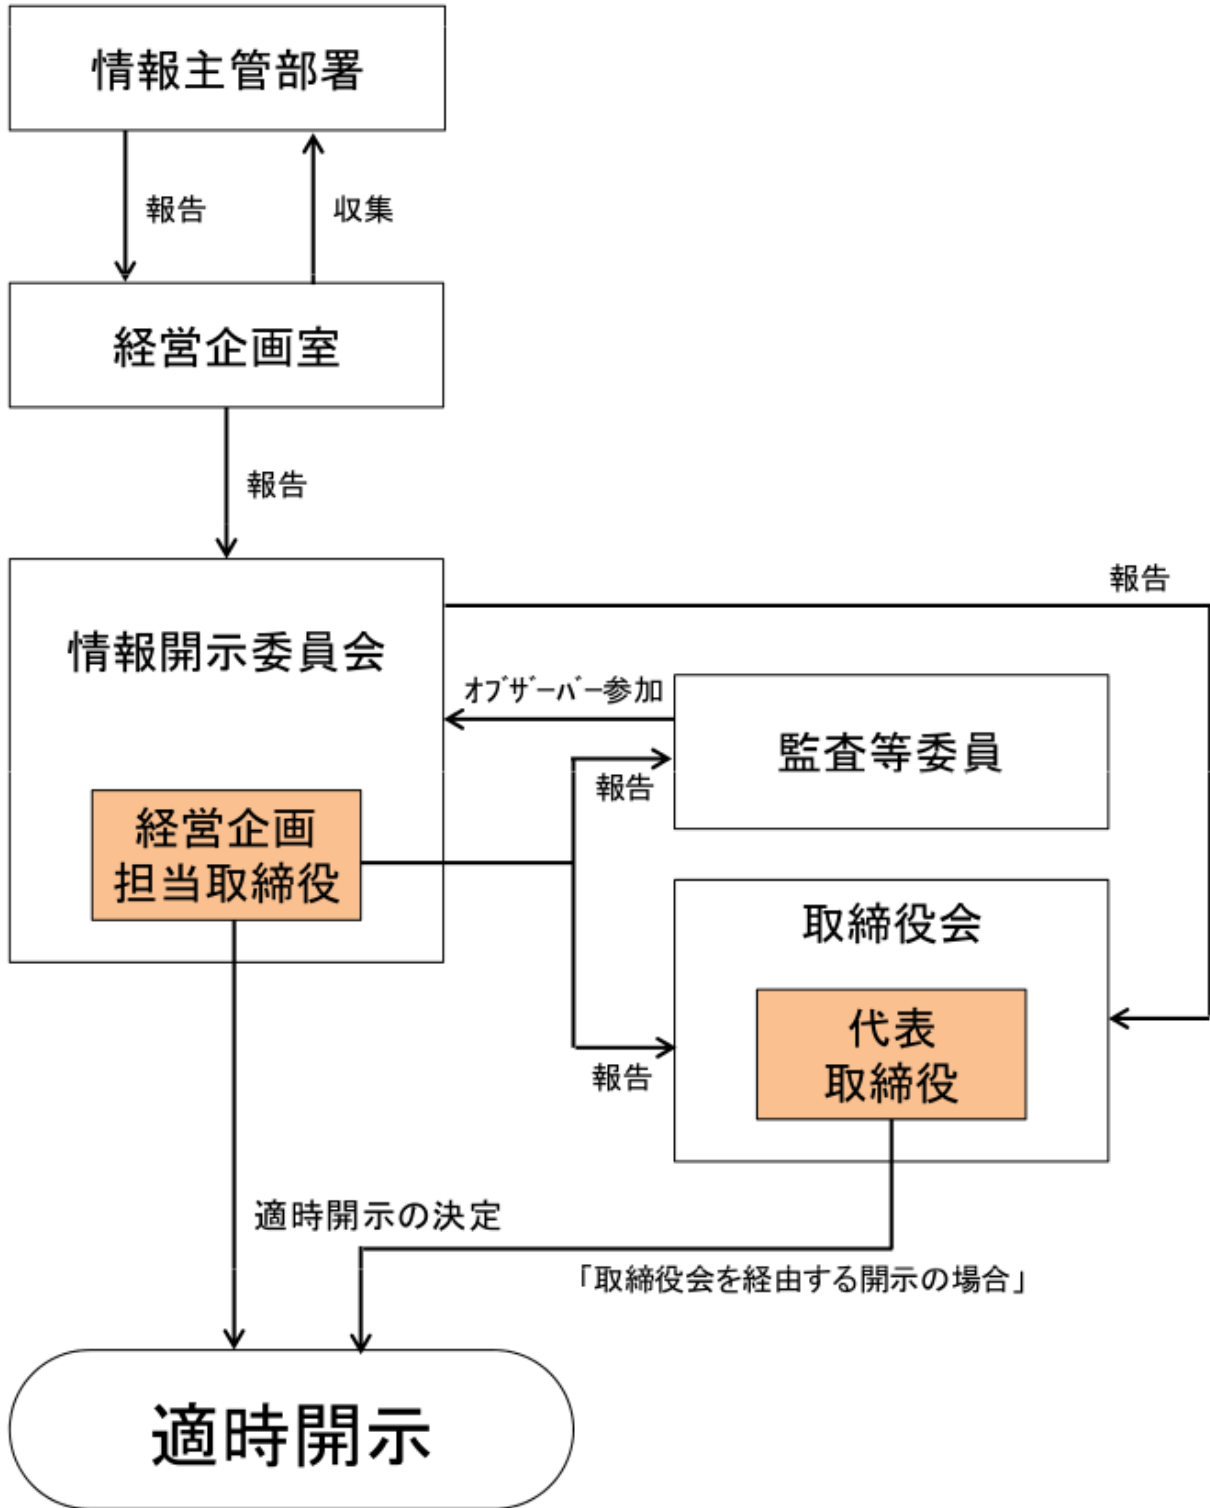 情報主管部署
報告
収集
経営企画室
報告
報告
情報開示委員会
オブザーバー参加
監査等委員
報告
経営企画
担当取締役
取締役会
代表
取締役
報告
適時開示の決定
「取締役会を経由する開示の場合」
適時開示